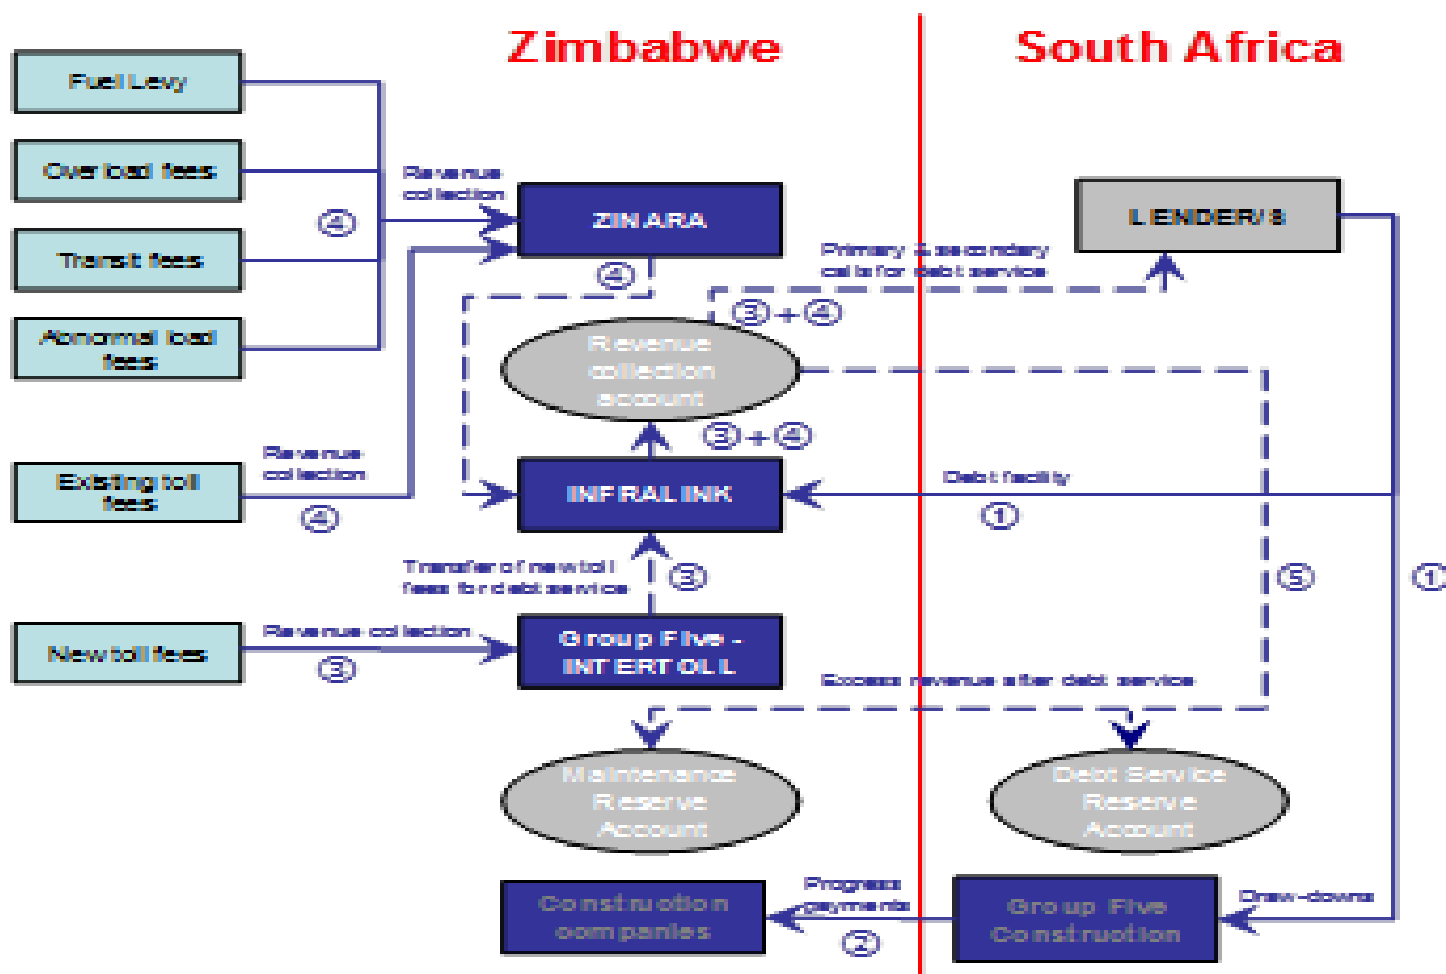 Zimbabwe
South Africa
Fuel Levy
Overload fees
Revenue
collection
④
ZINARA
LENDER/S
Transit fees
④
Primary & secondary
calls for debt service
③ + ④
Abnormal load
fees
Revenue
collection
account
③ + ④
Revenue
collection
④
Existing toll
fees
INFRALINK
Debt facility
①
Transfer of new toll
fees for debt service
③
⑤
①
New toll fees
Revenue collection
③
Group Five -
INTERTOLL
Excess revenue after debt service
Maintenance
Reserve
Account
Debt Service
Reserve
Account
Construction
companies
Progress
payments
②
Group Five
Construction
Draw-downs